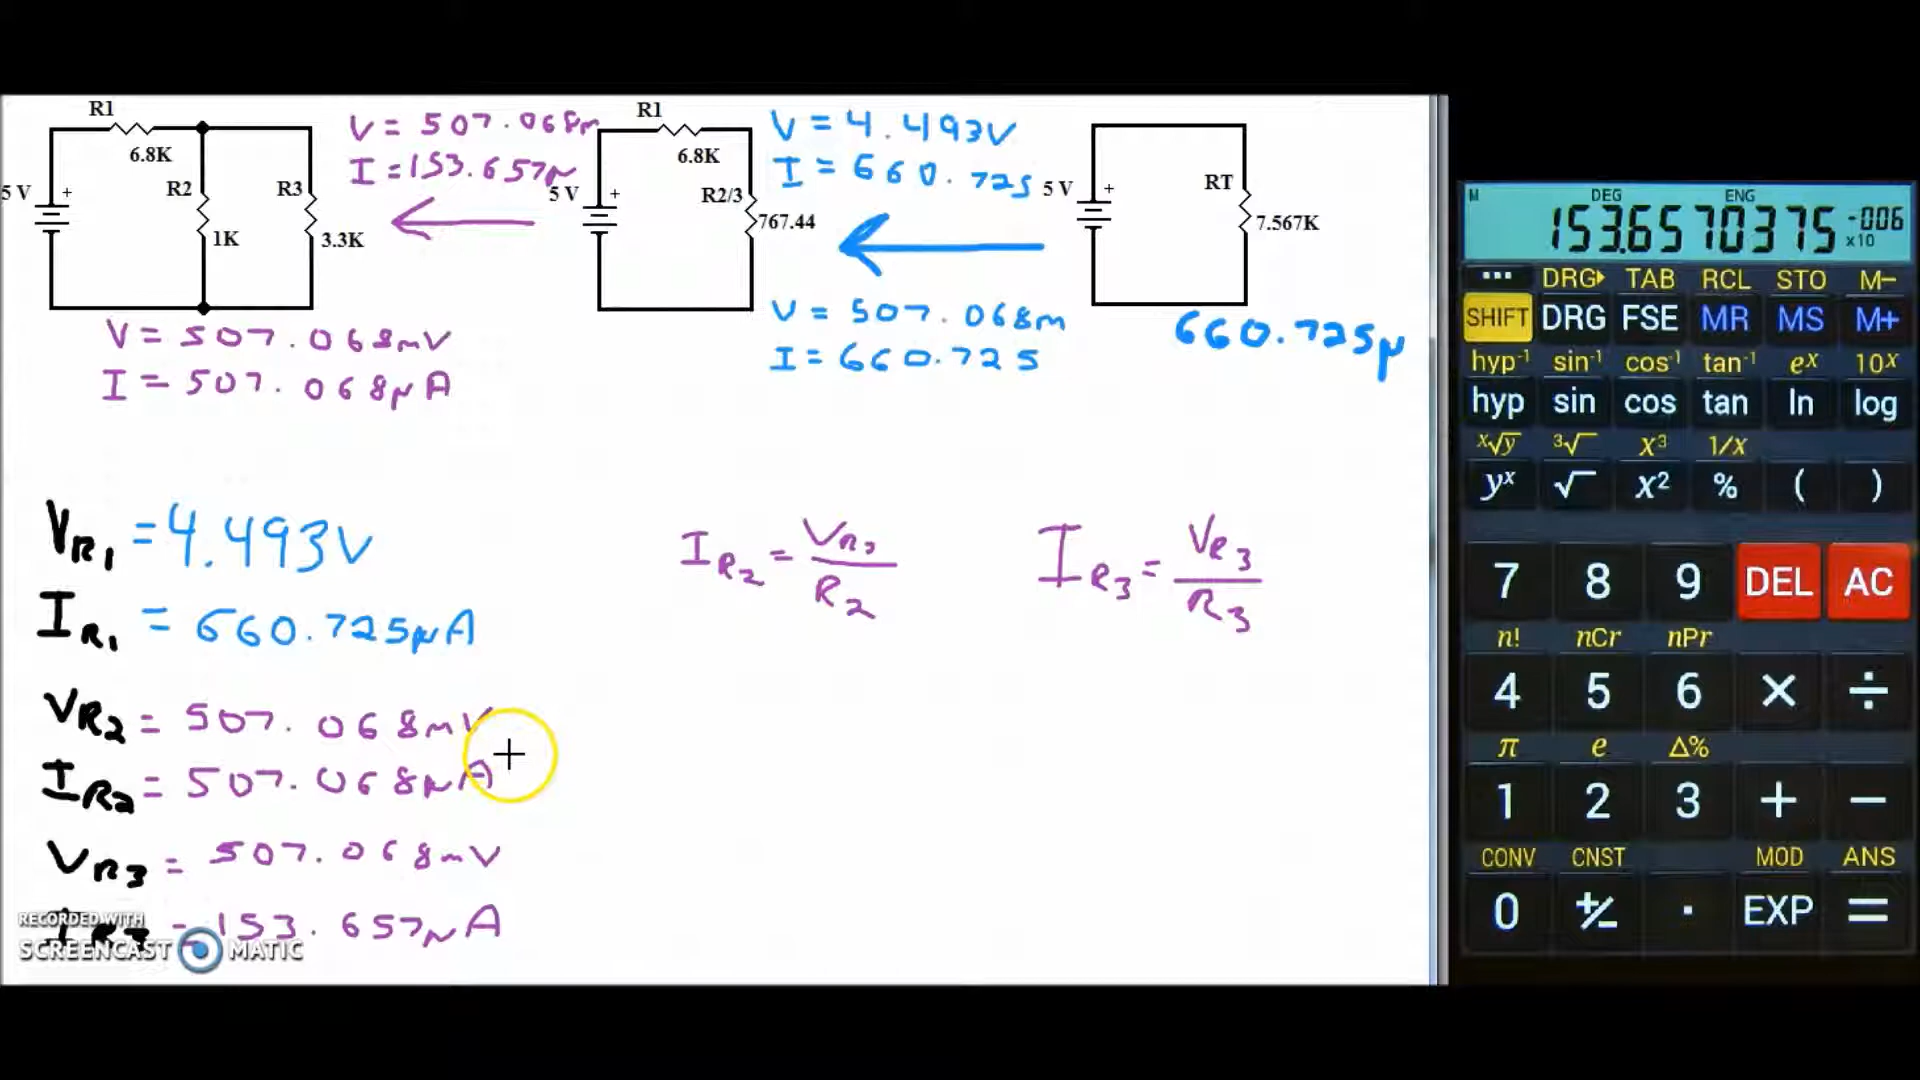 R1
6.8K
R2
1K
R3
3.3K
5 V
+
V = 507.068m
I = 153.657μ
V = 507.068mV
I = 507.068μA
R1
6.8K
R2/3
767.44
5 V
+
V = 4.493V
I = 660.725
V = 507.068m
I = 660.725
5 V
+
RT
7.567K
660.725μ
VR1 = 4.493V
IR1 = 660.725μA
VR2 = 507.068mV
IR2 = 507.068μA
VR3 = 507.068mV
IR3 = 153.657μA
IR2 = VR2
R2
IR3 = VR3
R3
RECORDED WITH
SCREENCAST MATIC
M DEG ENG
153.6570375 x10 -006
... DRG▸ TAB RCL STO M−
SHIFT DRG FSE MR MS M+
hyp-1 sin-1 cos-1 tan-1 ex 10x
hyp sin cos tan ln log
x√y 3√ X3 1/X
yx √ X2 % ( )
7 8 9 DEL AC
n! nCr nPr
4 5 6 × ÷
π e Δ%
1 2 3 + −
CONV CNST MOD ANS
0 +/− . EXP =